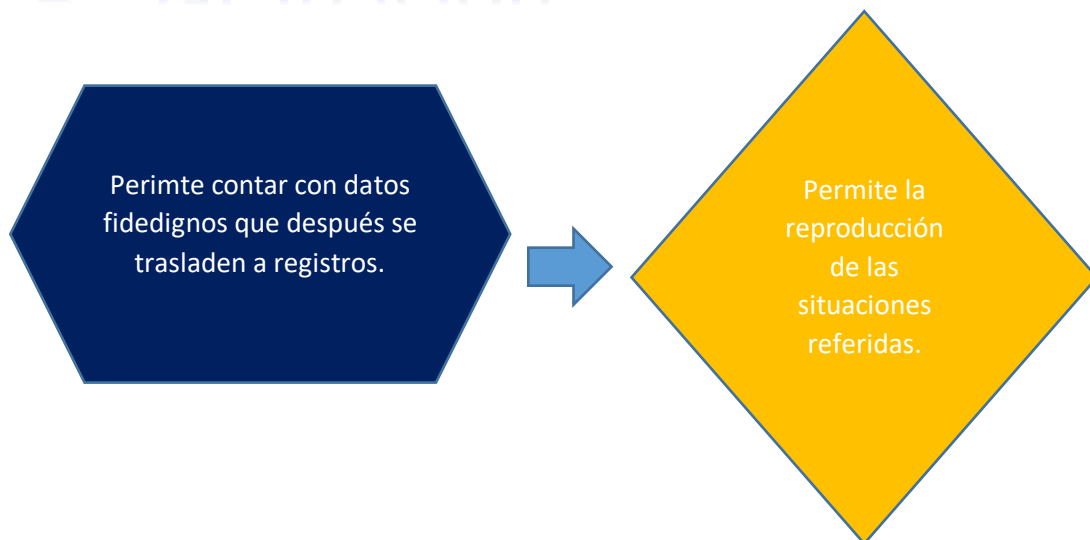 Perimte contar con datos
fidedignos que después se
trasladen a registros.
Permite la
reproducción
de las
situaciones
referidas.